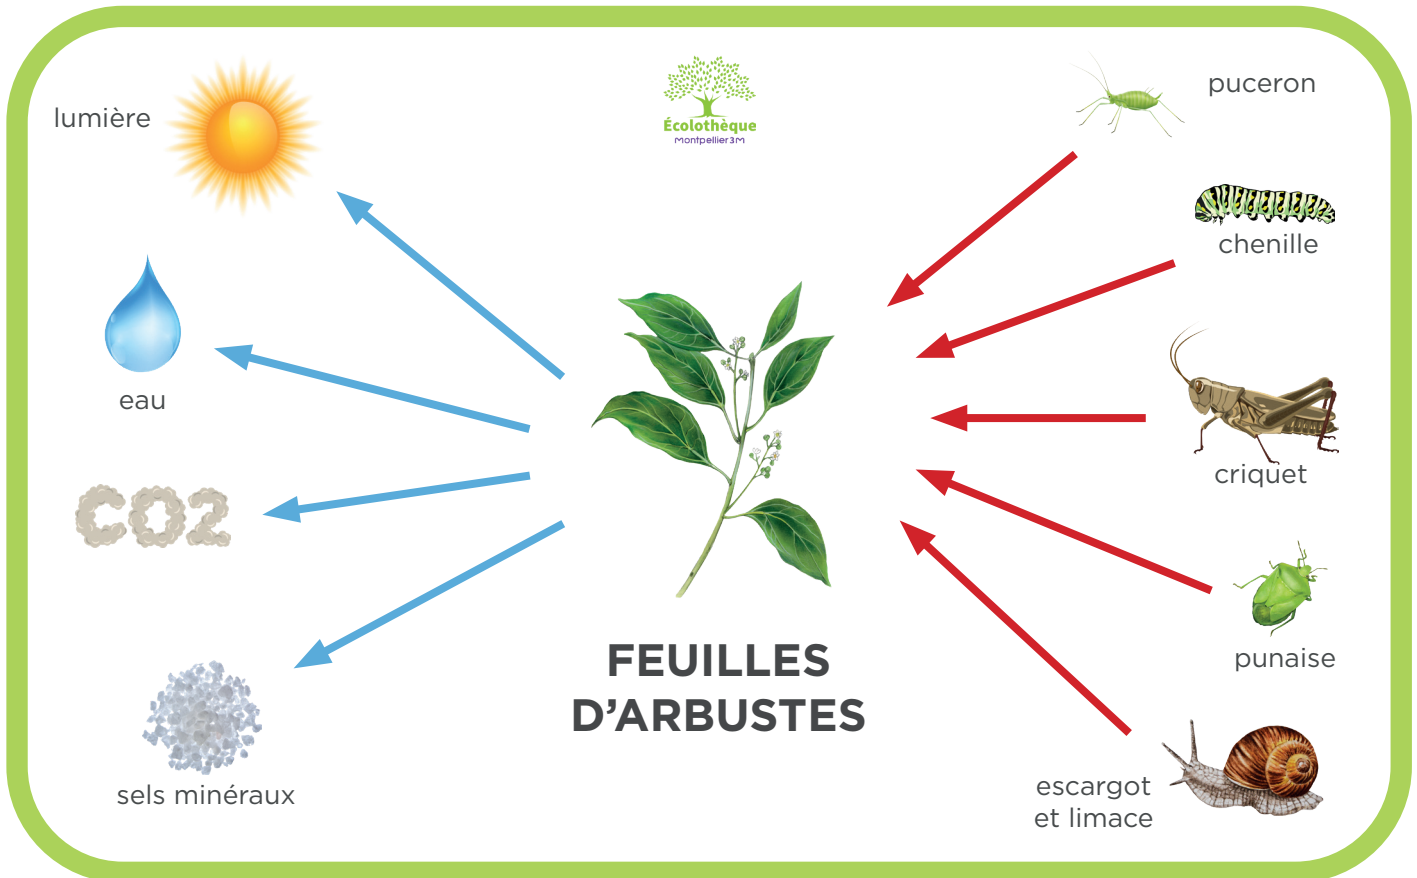 lumière
Écolothèque
Montpellier3M
puceron
chenille
eau
criquet
CO2
FEUILLES
D’ARBUSTES
punaise
sels minéraux
escargot
et limace